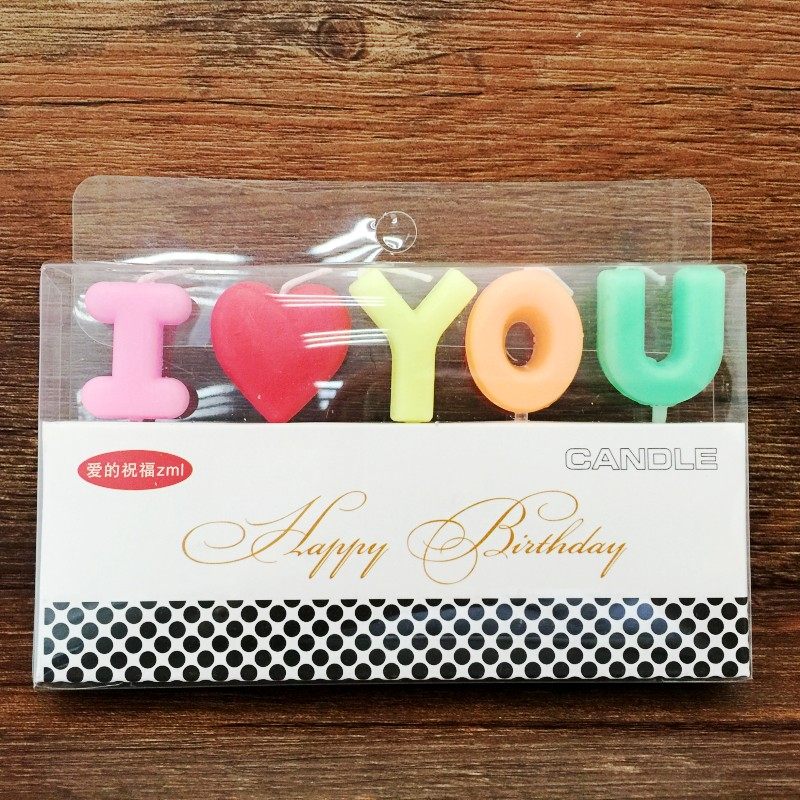 I ❤ YOU
爱的祝福zml
CANDLE
Happy Birthday